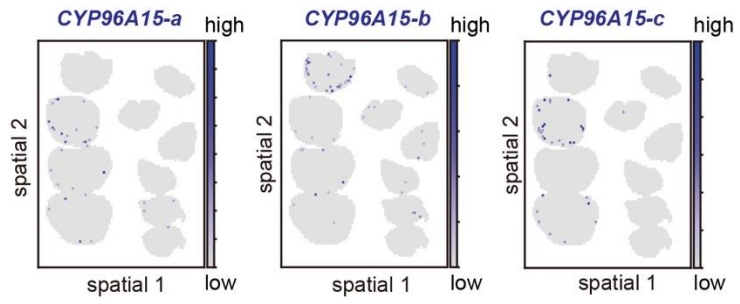 CYP96A15-a
high
spatial 2
spatial 1
low
CYP96A15-b
high
spatial 2
spatial 1
low
CYP96A15-c
high
spatial 2
spatial 1
low